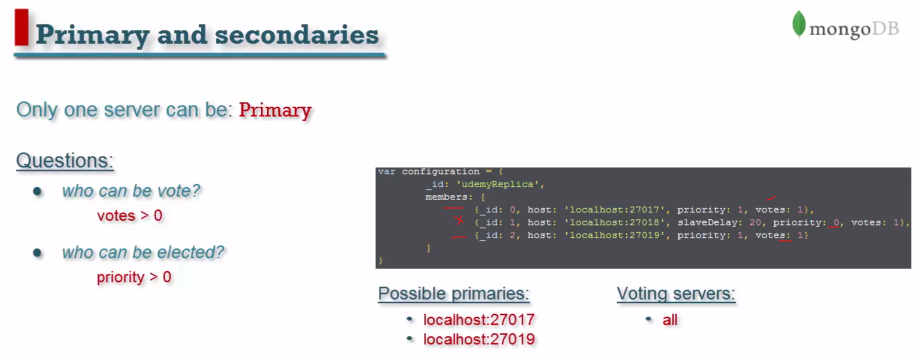 Primary and secondaries
mongoDB
Only one server can be: Primary
Questions:
who can be vote?
votes > 0
who can be elected?
priority > 0
var configuration = {
_id: 'udemyReplica',
members: [
{_id: 0, host: 'localhost:27017', priority: 1, votes: 1},
{_id: 1, host: 'localhost:27018', slaveDelay: 20, priority: 0, votes: 1},
{_id: 2, host: 'localhost:27019', priority: 1, votes: 1}
]
}
Possible primaries:
localhost:27017
localhost:27019
Voting servers:
all